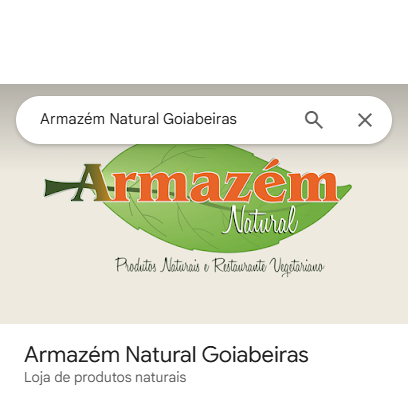 Armazém Natural Goiabeiras
Armazém
Natural
Produtos Naturais e Restaurante Vegetariano
Armazém Natural Goiabeiras
Loja de produtos naturais